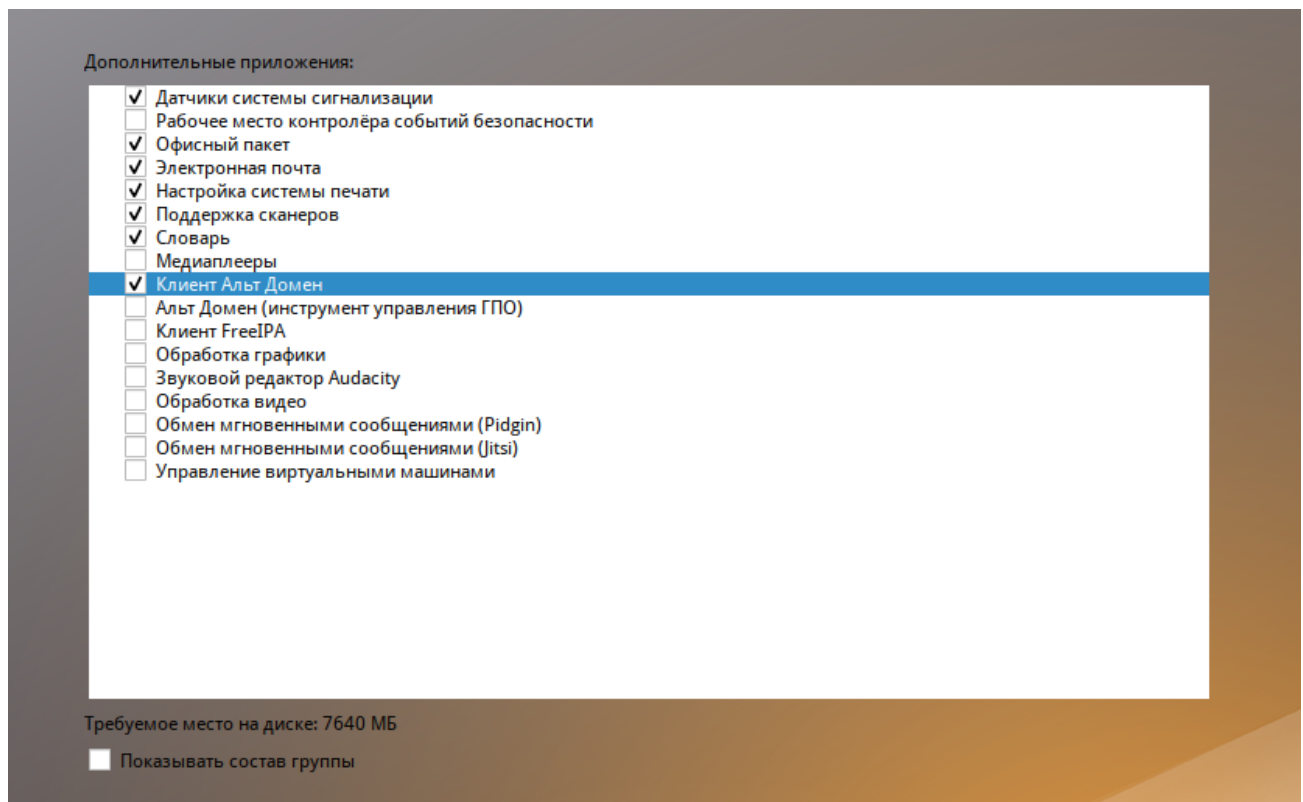 Дополнительные приложения:
Датчики системы сигнализации
Рабочее место контролёра событий безопасности
Офисный пакет
Электронная почта
Настройка системы печати
Поддержка сканеров
Словарь
Медиаплееры
Клиент Альт Домен
Альт Домен (инструмент управления ГПО)
Клиент FreeIPA
Обработка графики
Звуковой редактор Audacity
Обработка видео
Обмен мгновенными сообщениями (Pidgin)
Обмен мгновенными сообщениями (Jitsi)
Управление виртуальными машинами
Требуемое место на диске: 7640 МБ
Показывать состав группы